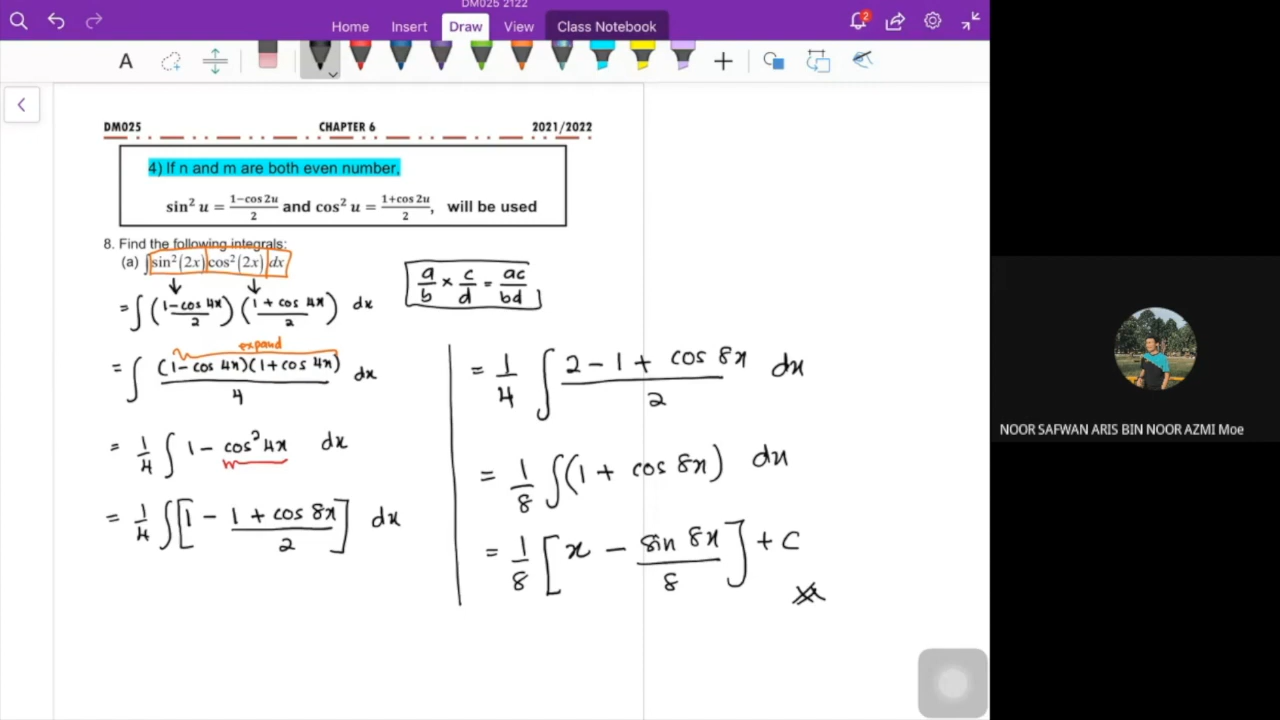 DM025 2122
Home Insert Draw View Class Notebook
2
A
DM025 CHAPTER 6 2021/2022
4) If n and m are both even number,
sin² u = (1−cos 2u)/2 and cos² u = (1+cos 2u)/2, will be used
8. Find the following integrals:
(a) ∫ sin² (2x) cos² (2x) dx
= ∫ ((1 − cos 4x)/2) ((1 + cos 4x)/2) dx
a/b × c/d = ac/bd
expand
= ∫ (1 − cos 4x)(1 + cos 4x)/4 dx
= 1/4 ∫ 1 − cos² 4x dx
= 1/4 ∫ [1 − (1 + cos 8x)/2] dx
= 1/4 ∫ (2 − 1 + cos 8x)/2 dx
= 1/8 ∫ (1 + cos 8x) dx
= 1/8 [x − sin 8x/8] + C
NOOR SAFWAN ARIS BIN NOOR AZMI Moe